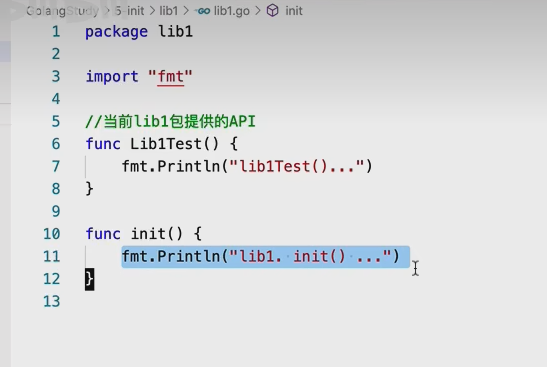 GolangStudy > 5-init > lib1 > lib1.go > init
1 package lib1
2
3 import "fmt"
4
5 //当前lib1包提供的API
6 func Lib1Test() {
7 fmt.Println("lib1Test()...")
8 }
9
10 func init() {
11 fmt.Println("lib1. init() ...")
12 }
13